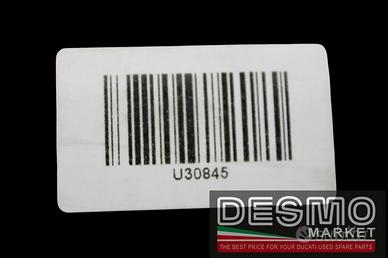 U30845
DESMO
MARKET
THE BEST PRICE FOR YOUR DUCATI USED SPARE PARTS